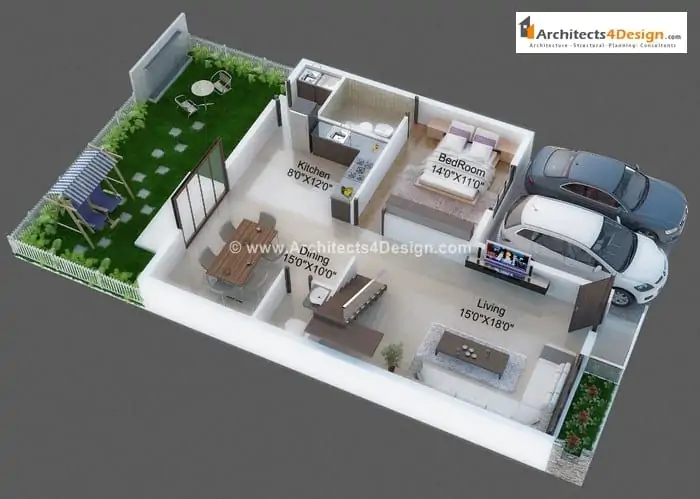 Architects4Design.com
Architecture - Structural - Planning - Consultants
BedRoom
14'0"X11'0"
Kitchen
8'0"X12'0"
© www.Architects4Design.com
Dining
15'0"X10'0"
Living
15'0"X18'0"